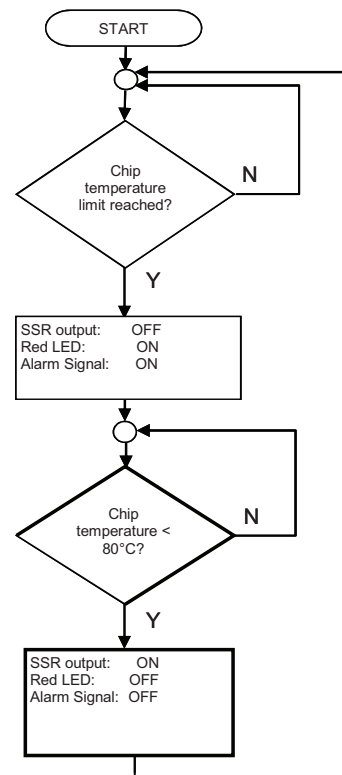 START
Chip
temperature
limit reached?
N
Y
SSR output: OFF
Red LED: ON
Alarm Signal: ON
Chip
temperature <
80°C?
N
Y
SSR output: ON
Red LED: OFF
Alarm Signal: OFF